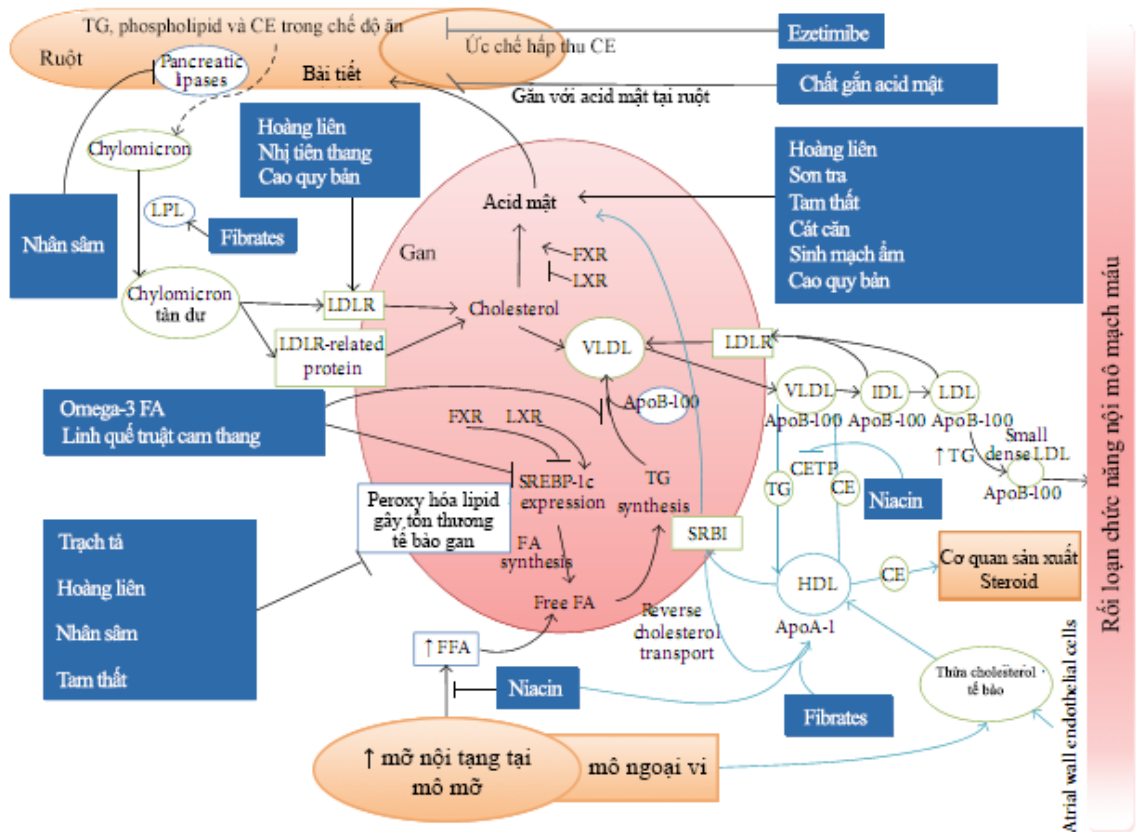 TG, phospholipid và CE trong chế độ ăn
Ruột
Pancreatic
lipases
Bài tiết
Ức chế hấp thu CE
Ezetimibe
Gắn với acid mật tại ruột
Chất gắn acid mật
Chylomicron
Hoàng liên
Nhị tiên thang
Cao quy bản
Hoàng liên
Sơn tra
Tam thất
Cát căn
Sinh mạch ẩm
Cao quy bản
Nhân sâm
LPL
Fibrates
Acid mật
Gan
FXR
LXR
Chylomicron
tàn dư
LDLR
Cholesterol
LDLR-related
protein
VLDL
LDLR
VLDL
IDL
LDL
ApoB-100
ApoB-100
ApoB-100
ApoB-100
Omega-3 FA
Linh quế truật cam thang
FXR
LXR
SREBP-1c
expression
TG
synthesis
↑ TG
Small
dense LDL
ApoB-100
CETP
TG
CE
Niacin
Peroxy hóa lipid
gây tổn thương
tế bào gan
FA
synthesis
Free FA
SRBI
HDL
ApoA-1
CE
Cơ quan sản xuất
Steroid
Trạch tả
Hoàng liên
Nhân sâm
Tam thất
Reverse
cholesterol
transport
↑ FFA
Niacin
Fibrates
Thừa cholesterol
tế bào
↑ mỡ nội tạng tại
mô mỡ
mô ngoại vi
Atrial wall endothelial cells
Rối loạn chức năng nội mô mạch máu